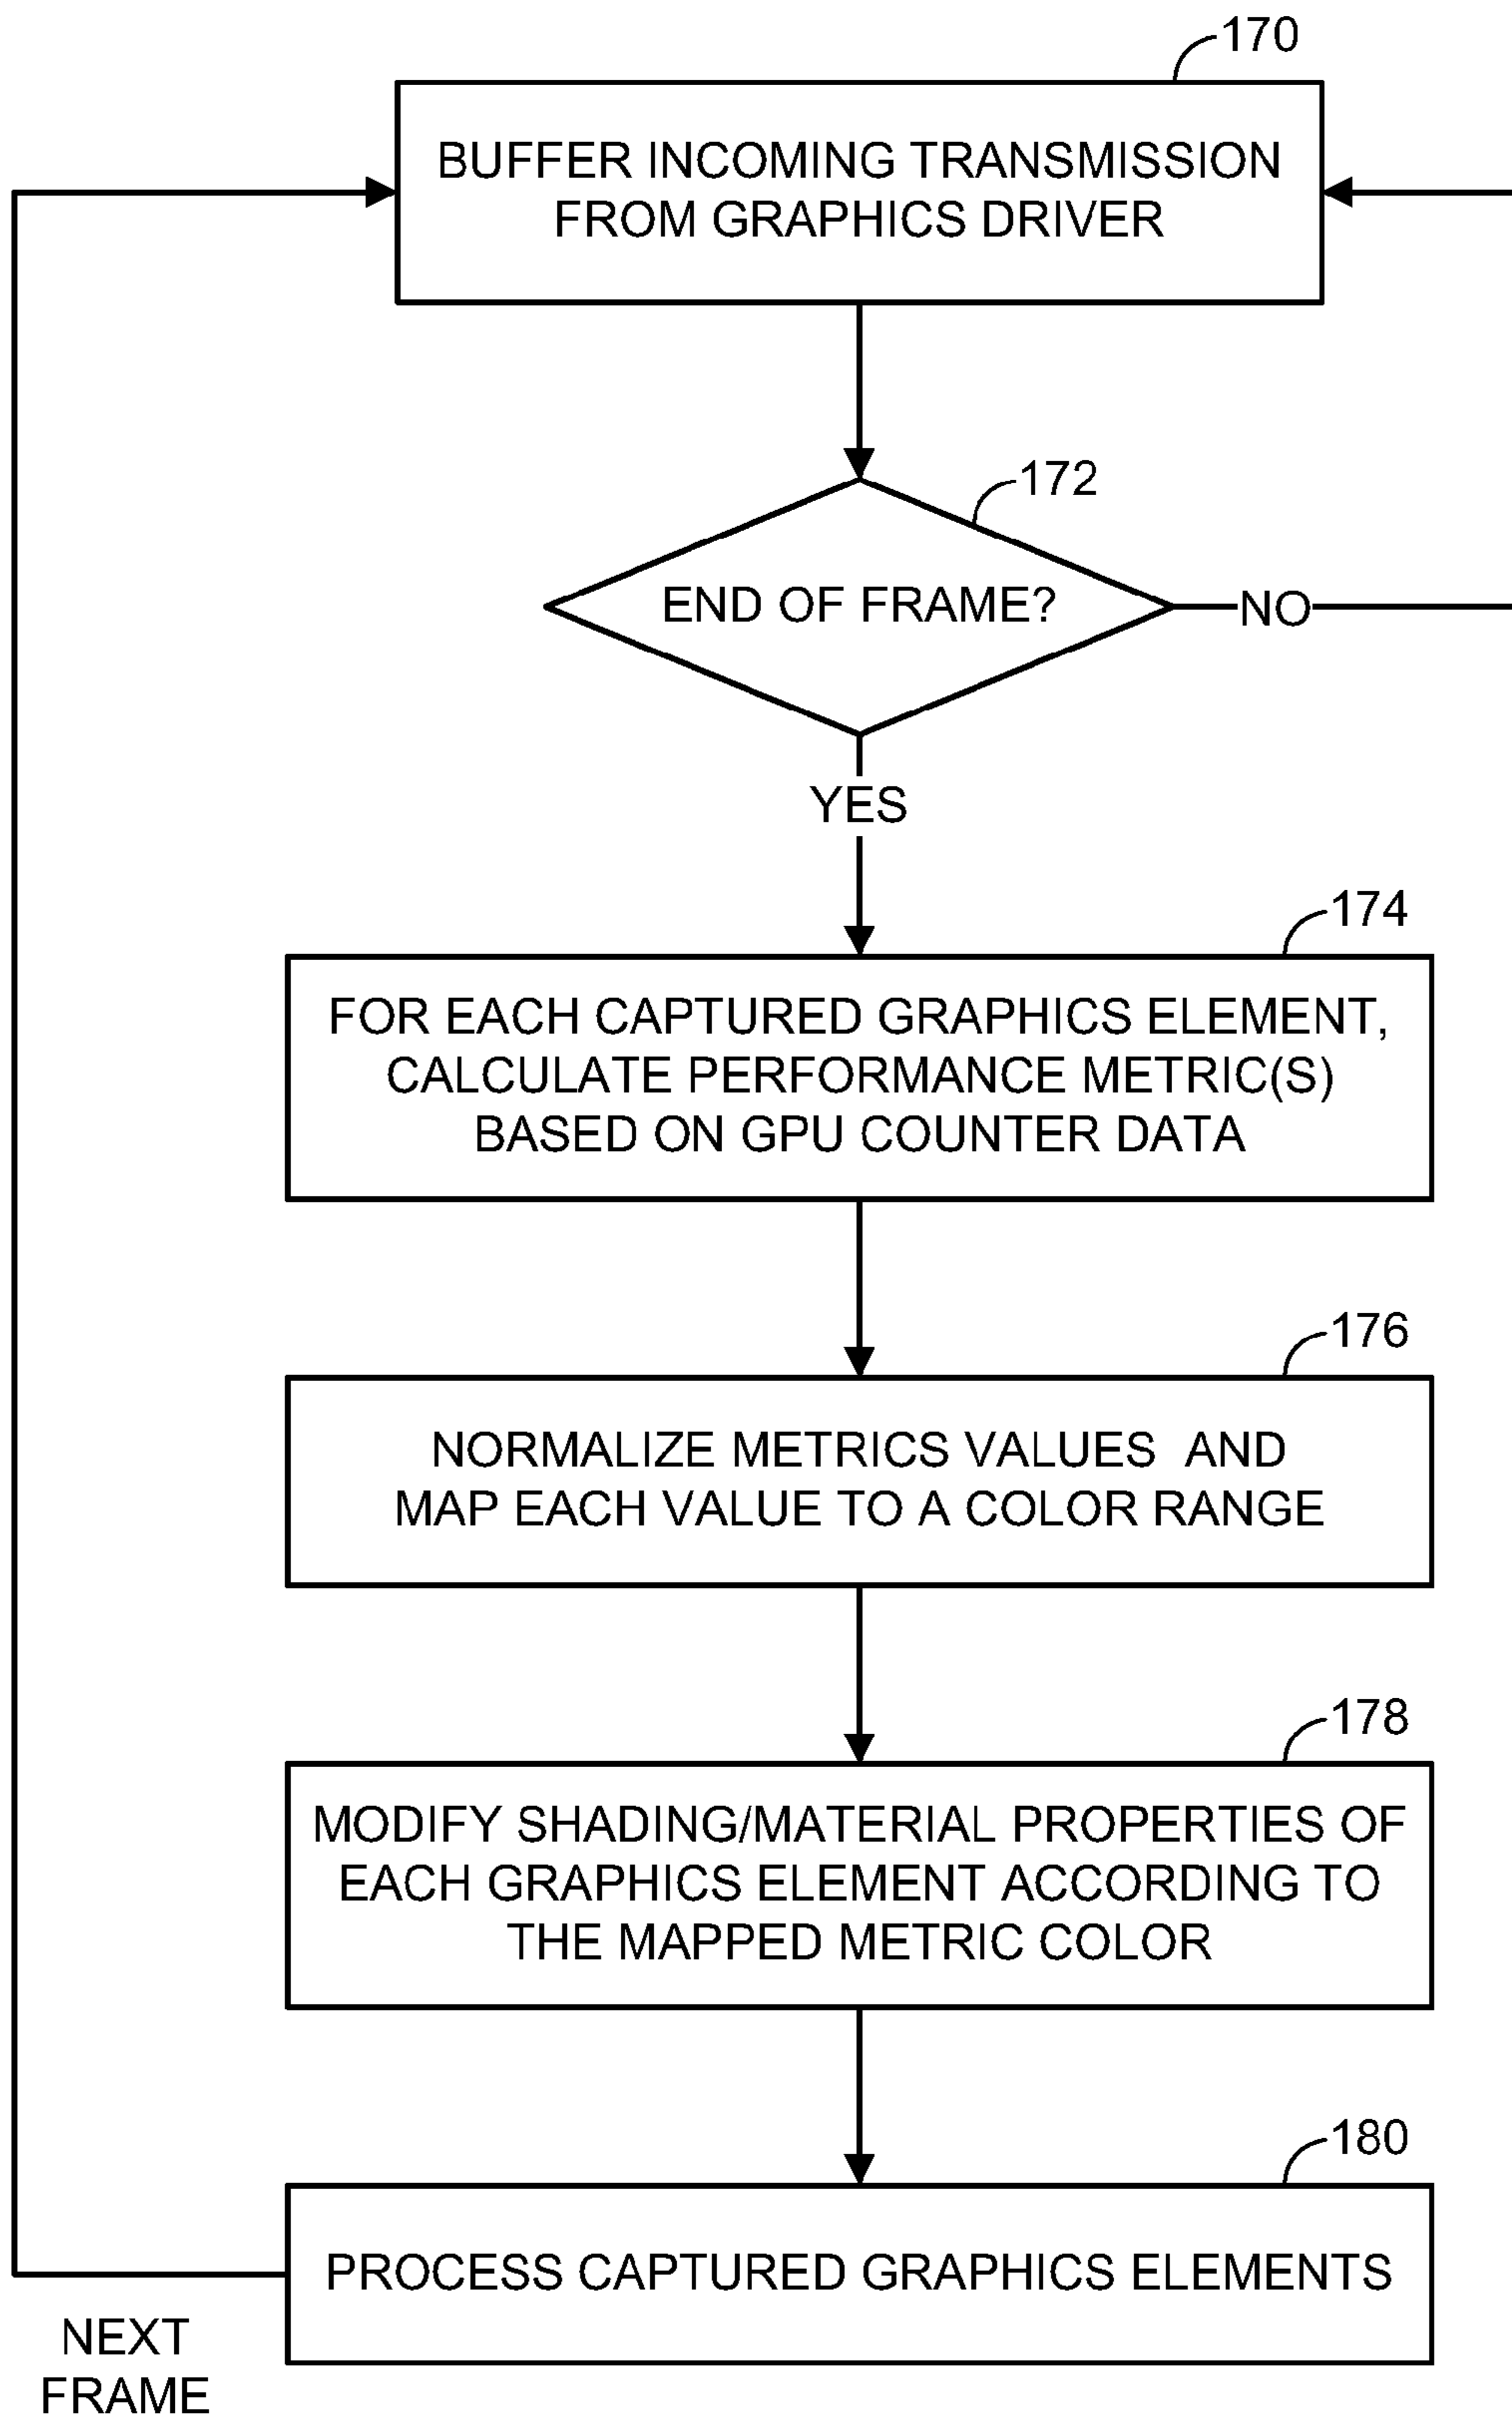 170
BUFFER INCOMING TRANSMISSION
FROM GRAPHICS DRIVER
172
END OF FRAME?
NO
YES
174
FOR EACH CAPTURED GRAPHICS ELEMENT,
CALCULATE PERFORMANCE METRIC(S)
BASED ON GPU COUNTER DATA
176
NORMALIZE METRICS VALUES AND
MAP EACH VALUE TO A COLOR RANGE
178
MODIFY SHADING/MATERIAL PROPERTIES OF
EACH GRAPHICS ELEMENT ACCORDING TO
THE MAPPED METRIC COLOR
180
PROCESS CAPTURED GRAPHICS ELEMENTS
NEXT
FRAME